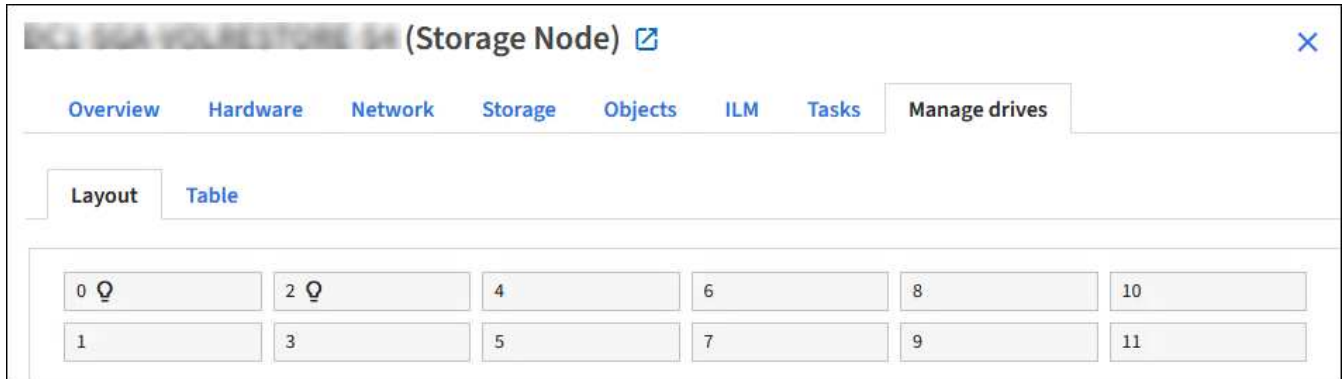 (Storage Node)
Overview Hardware Network Storage Objects ILM Tasks Manage drives
Layout Table
0 2 4 6 8 10
1 3 5 7 9 11